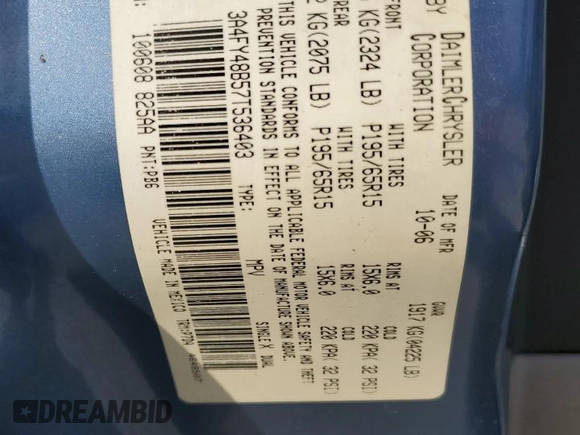 BY DAIMLERCHRYSLER CORPORATION
DATE OF MFR 10-06
GVWR 1917 KG(04225 LB)
FRONT
KG(2324 LB)
WITH TIRES P195/65R15
RIMS AT 15X6.0
COLD 220 KPA( 32 PSI)
REAR
KG(2075 LB)
WITH TIRES P195/65R15
RIMS AT 15X6.0
COLD 220 KPA( 32 PSI)
THIS VEHICLE CONFORMS TO ALL APPLICABLE FEDERAL MOTOR VEHICLE SAFETY AND THEFT
PREVENTION STANDARDS IN EFFECT ON THE DATE OF MANUFACTURE SHOWN ABOVE.
3A4FY48B57T536403 TYPE: MPV SINGLE X DUAL
100608 825AA PNT:PB6
VEHICLE MADE IN MEXICO
DREAMBID